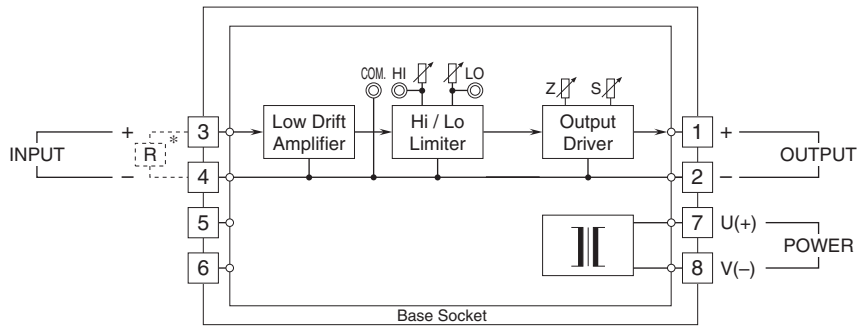 COM. HI LO
Z S
+ 3 Low Drift Amplifier Hi / Lo Limiter Output Driver 1 +
INPUT R * OUTPUT
– 4 2 –
5 7 U(+)
POWER
6 8 V(–)
Base Socket